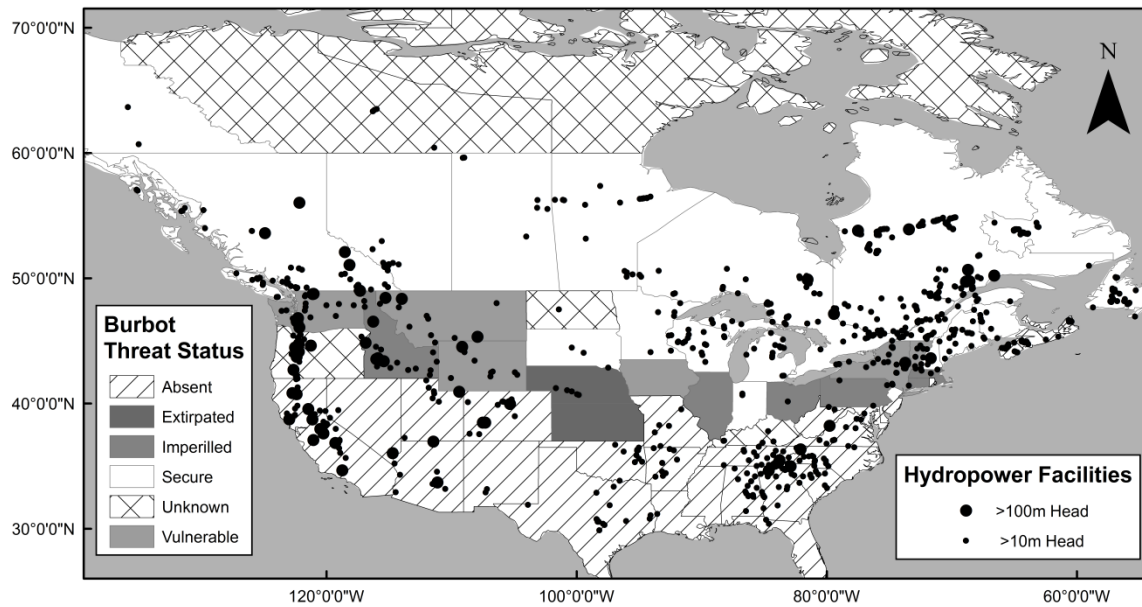 70°0'0"N
60°0'0"N
50°0'0"N
40°0'0"N
30°0'0"N
N
Burbot
Threat Status
Absent
Extirpated
Imperilled
Secure
Unknown
Vulnerable
Hydropower Facilities
>100m Head
>10m Head
120°0'0"W
100°0'0"W
80°0'0"W
60°0'0"W